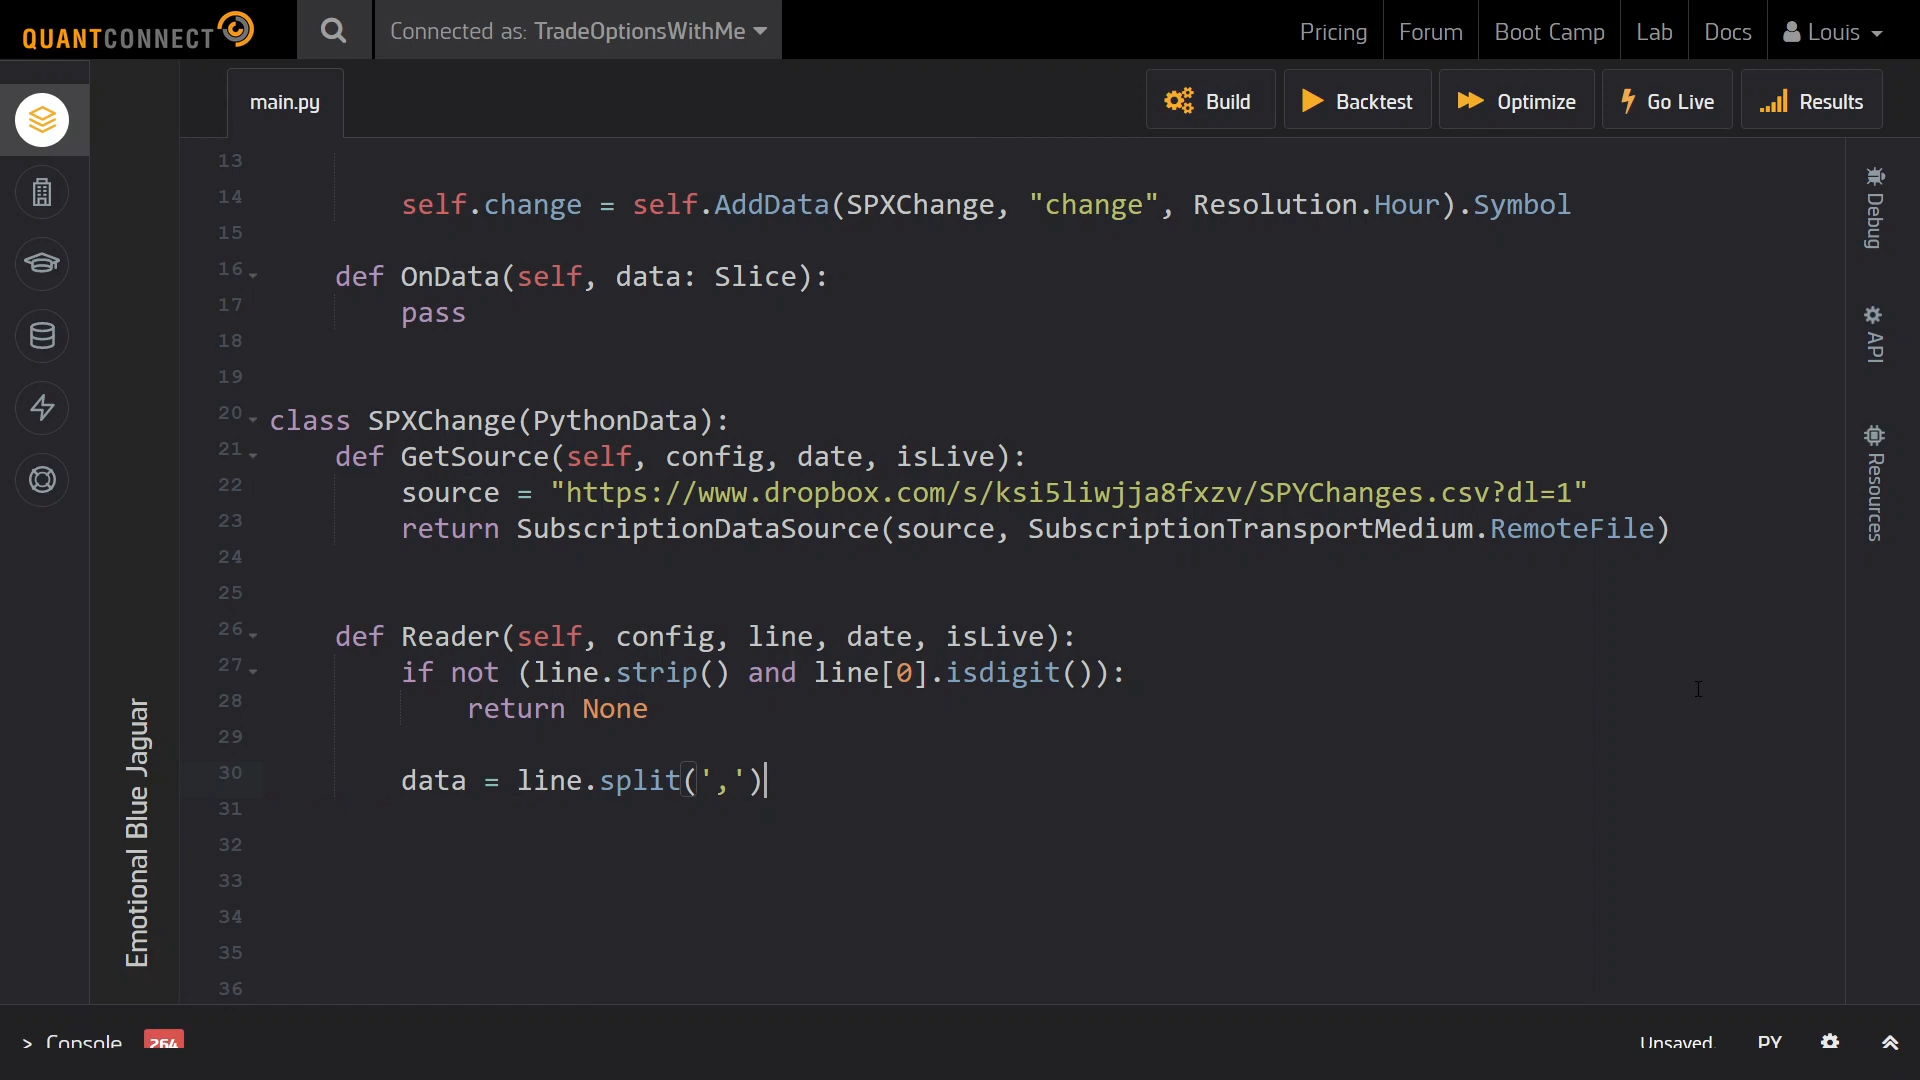 QUANTCONNECT
Connected as: TradeOptionsWithMe
Pricing
Forum
Boot Camp
Lab
Docs
Louis
main.py
Build
Backtest
Optimize
Go Live
Results
13
14 self.change = self.AddData(SPXChange, "change", Resolution.Hour).Symbol
15
16 def OnData(self, data: Slice):
17 pass
18
19
20 class SPXChange(PythonData):
21 def GetSource(self, config, date, isLive):
22 source = "https://www.dropbox.com/s/ksi5liwjja8fxzv/SPYChanges.csv?dl=1"
23 return SubscriptionDataSource(source, SubscriptionTransportMedium.RemoteFile)
24
25
26 def Reader(self, config, line, date, isLive):
27 if not (line.strip() and line[0].isdigit()):
28 return None
29
30 data = line.split(',')
31
32
33
34
35
36
Emotional Blue Jaguar
Debug
API
Resources
> Console 264
Unsaved.
PY